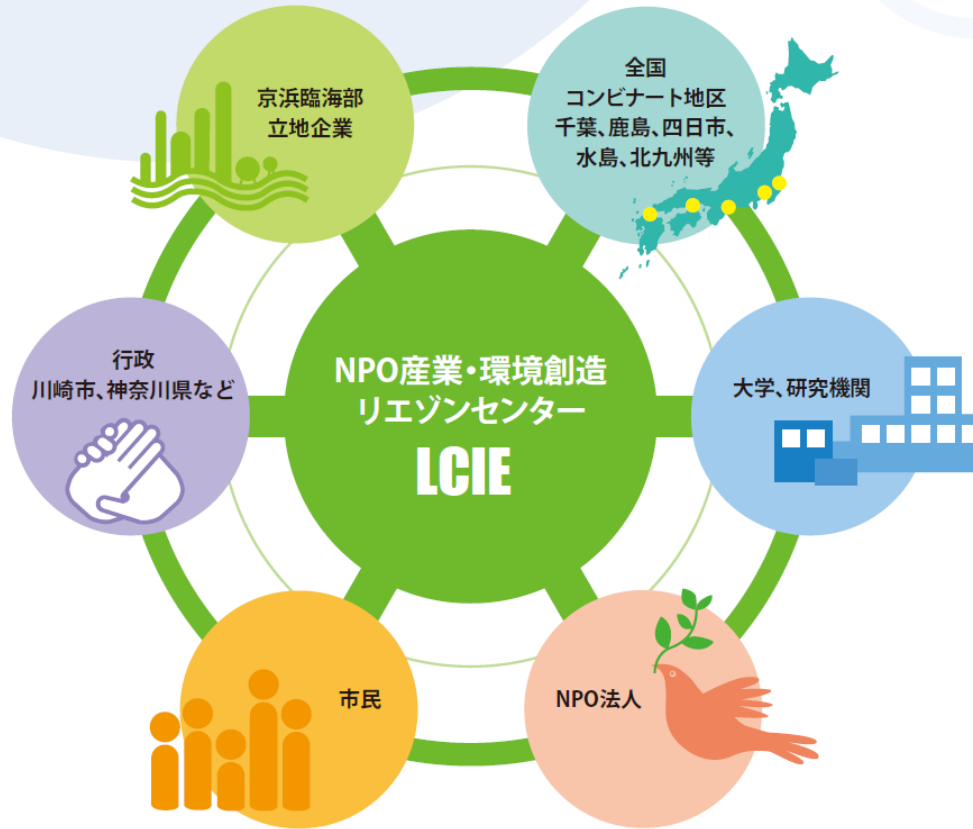 京浜臨海部
立地企業
全国
コンビナート地区
千葉、鹿島、四日市、
水島、北九州等
行政
川崎市、神奈川県など
NPO産業・環境創造
リエゾンセンター
LCIE
大学、研究機関
市民
NPO法人